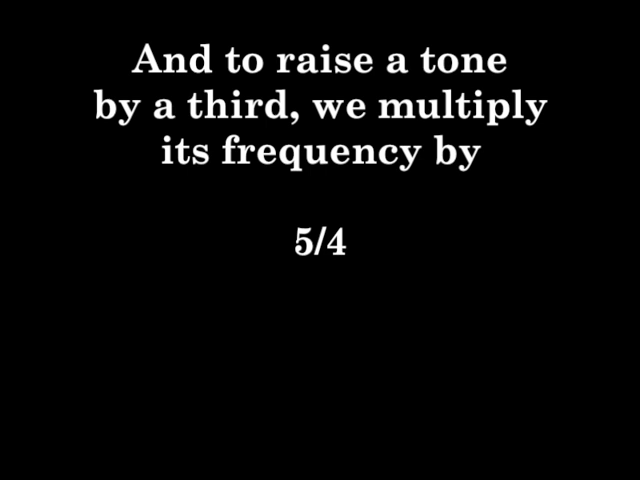 And to raise a tone
by a third, we multiply
its frequency by
5/4